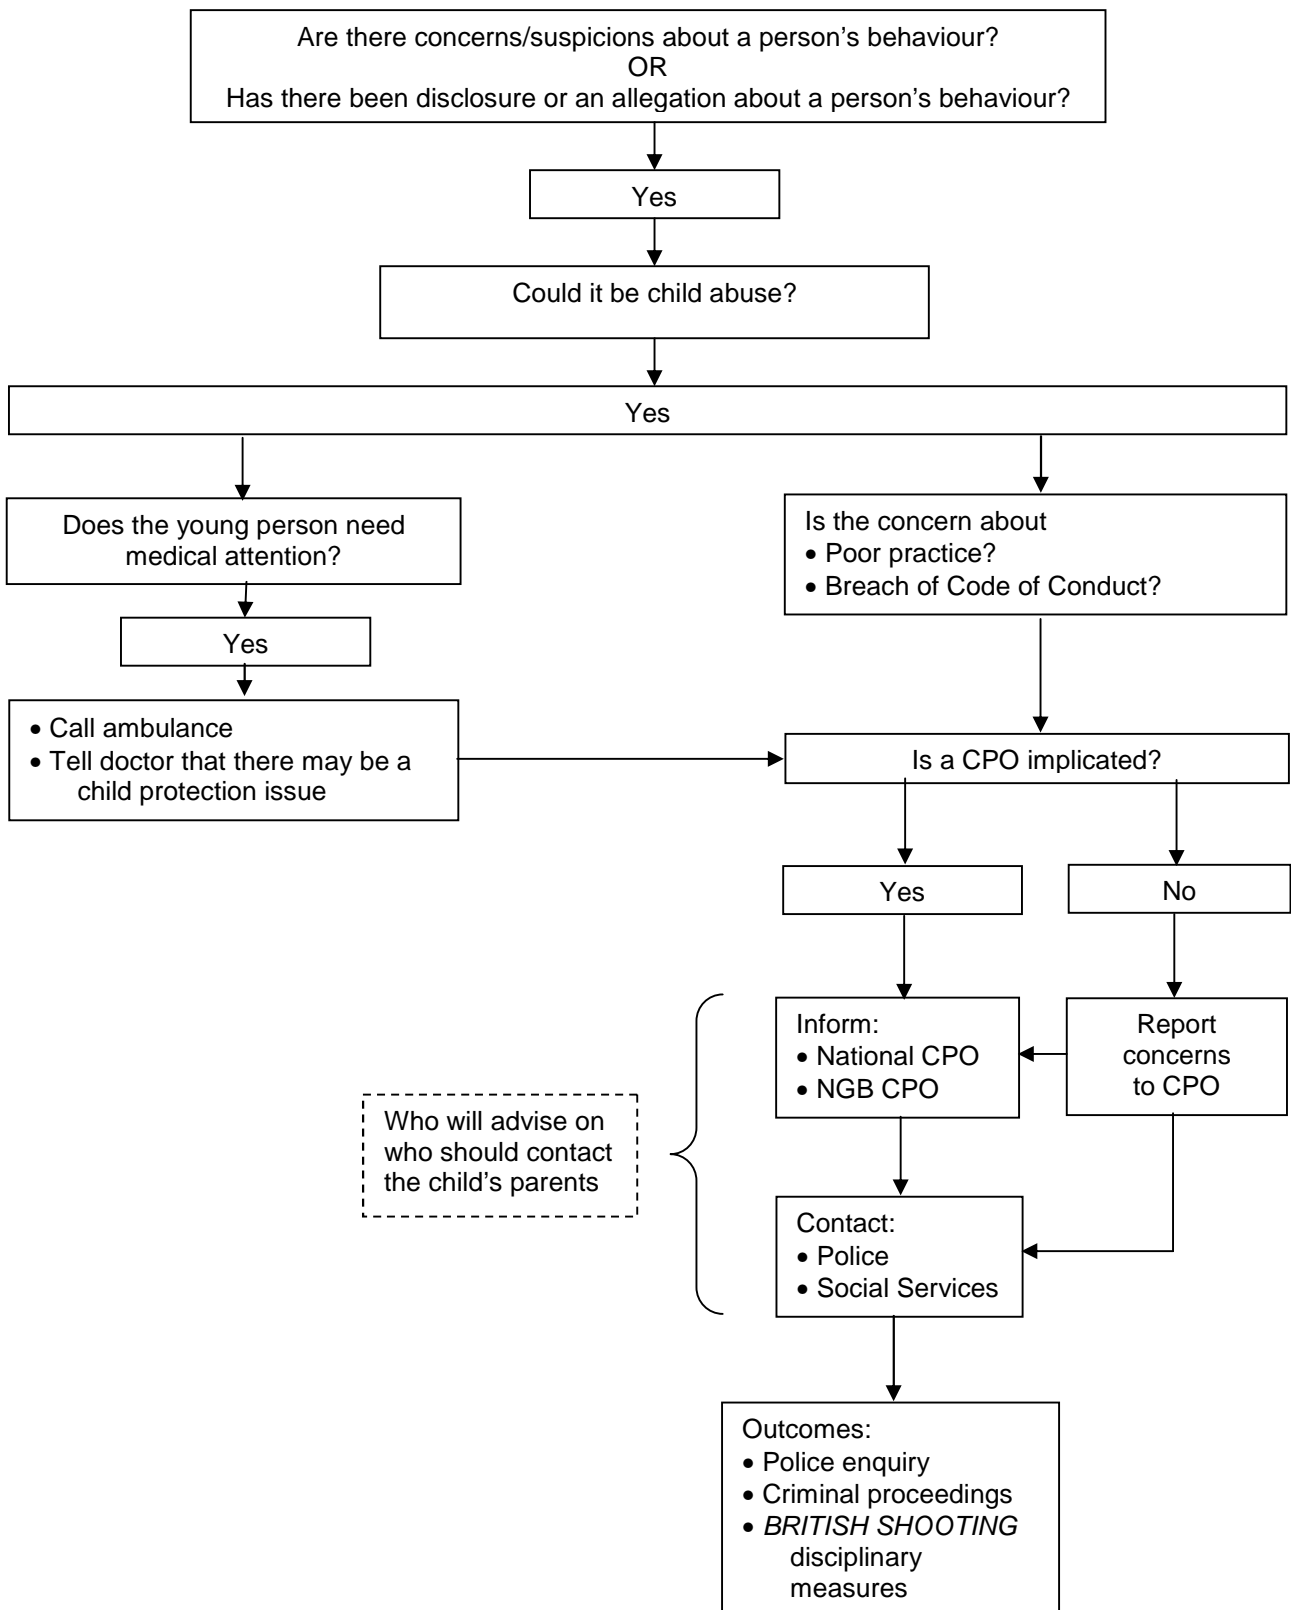 Are there concerns/suspicions about a person’s behaviour?
OR
Has there been disclosure or an allegation about a person’s behaviour?
Yes
Could it be child abuse?
Yes
Does the young person need
medical attention?
Yes
• Call ambulance
• Tell doctor that there may be a
child protection issue
Is the concern about
• Poor practice?
• Breach of Code of Conduct?
Is a CPO implicated?
Yes
No
Inform:
• National CPO
• NGB CPO
Report
concerns
to CPO
Who will advise on
who should contact
the child’s parents
Contact:
• Police
• Social Services
Outcomes:
• Police enquiry
• Criminal proceedings
• BRITISH SHOOTING
disciplinary
measures